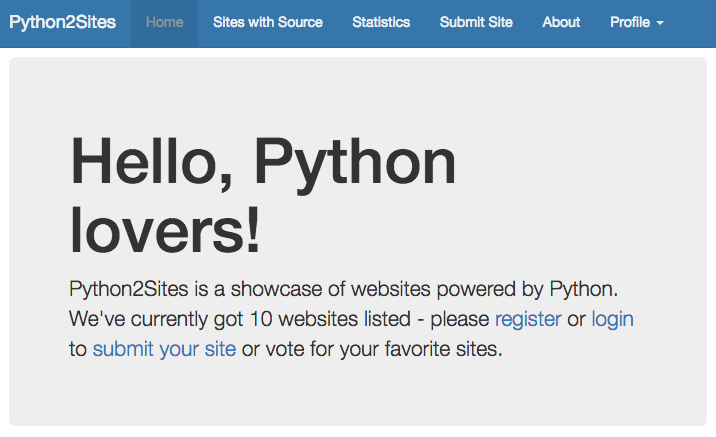 Python2Sites Home Sites with Source Statistics Submit Site About Profile
Hello, Python
lovers!
Python2Sites is a showcase of websites powered by Python.
We've currently got 10 websites listed - please register or login
to submit your site or vote for your favorite sites.